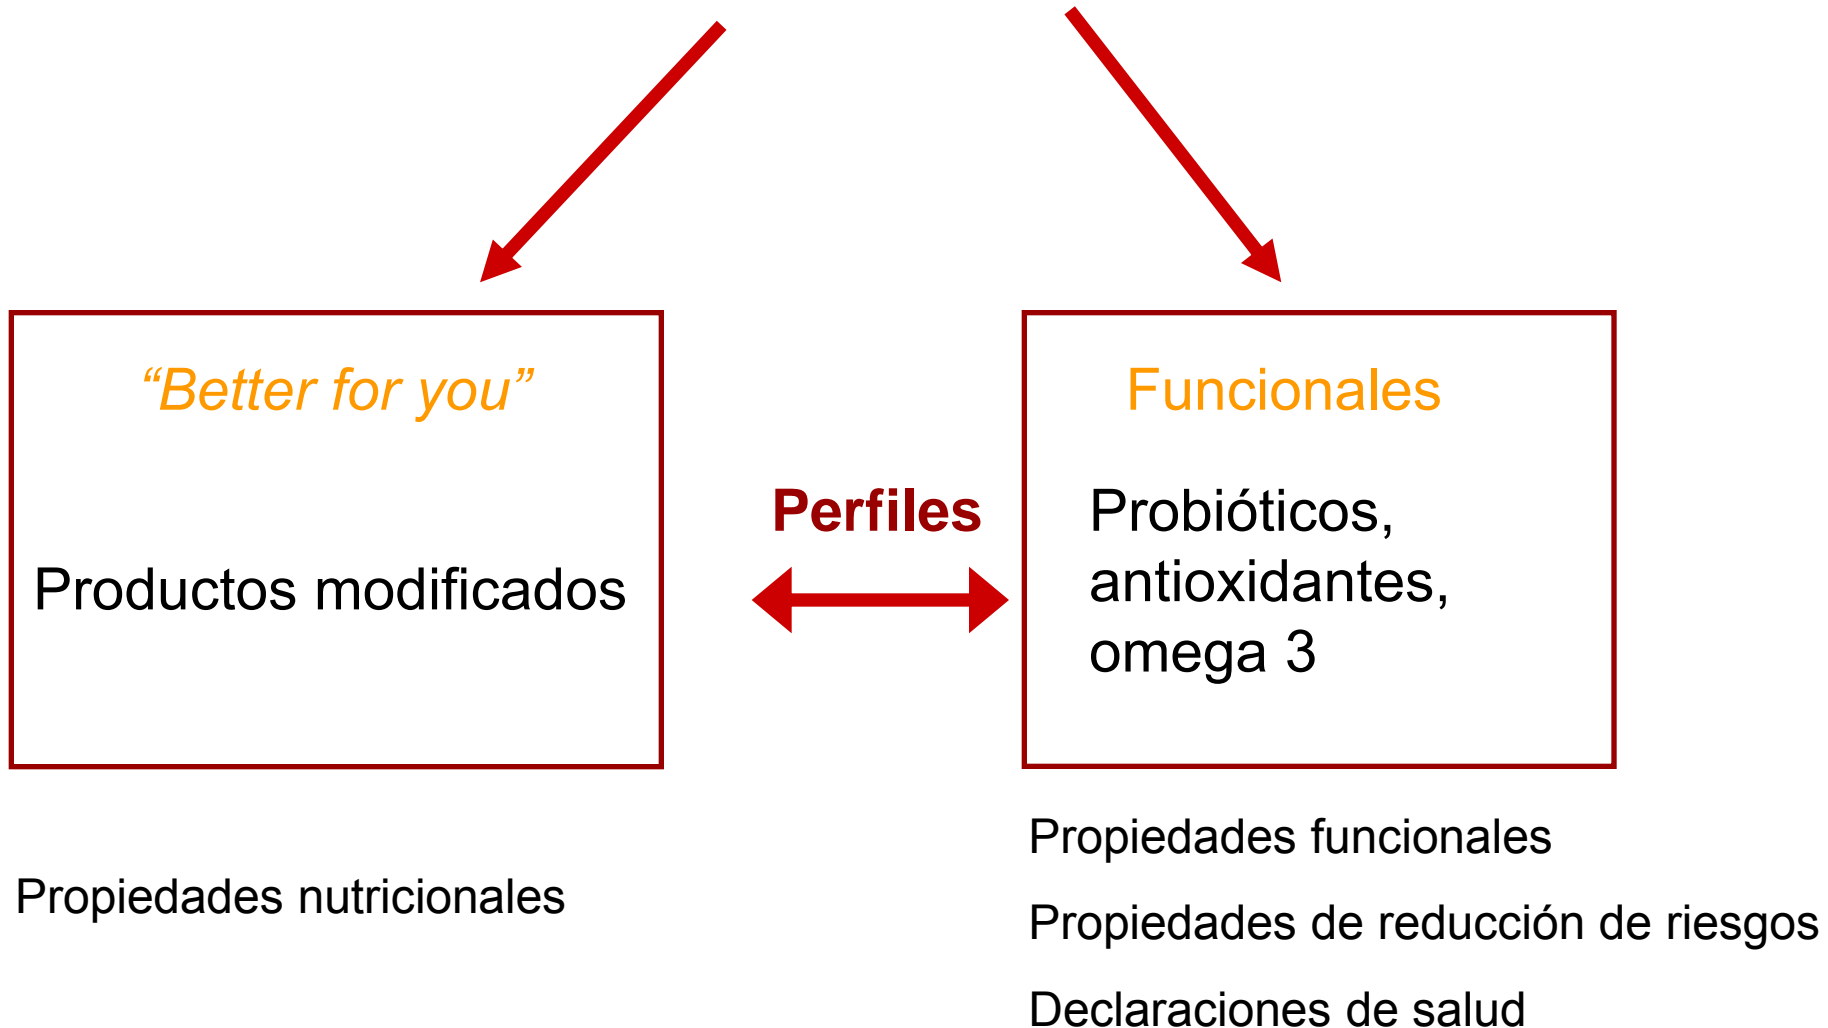 “Better for you”
Productos modificados
Perfiles
Funcionales
Probióticos,
antioxidantes,
omega 3
Propiedades nutricionales
Propiedades funcionales
Propiedades de reducción de riesgos
Declaraciones de salud